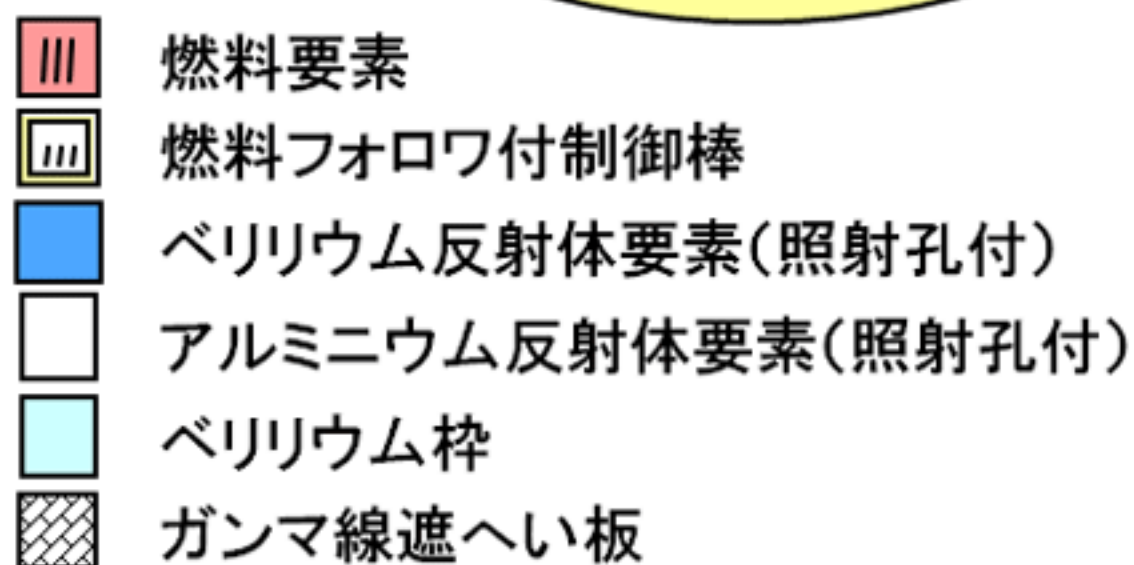 燃料要素
燃料フォロワ付制御棒
ベリリウム反射体要素(照射孔付)
アルミニウム反射体要素(照射孔付)
ベリリウム枠
ガンマ線遮へい板